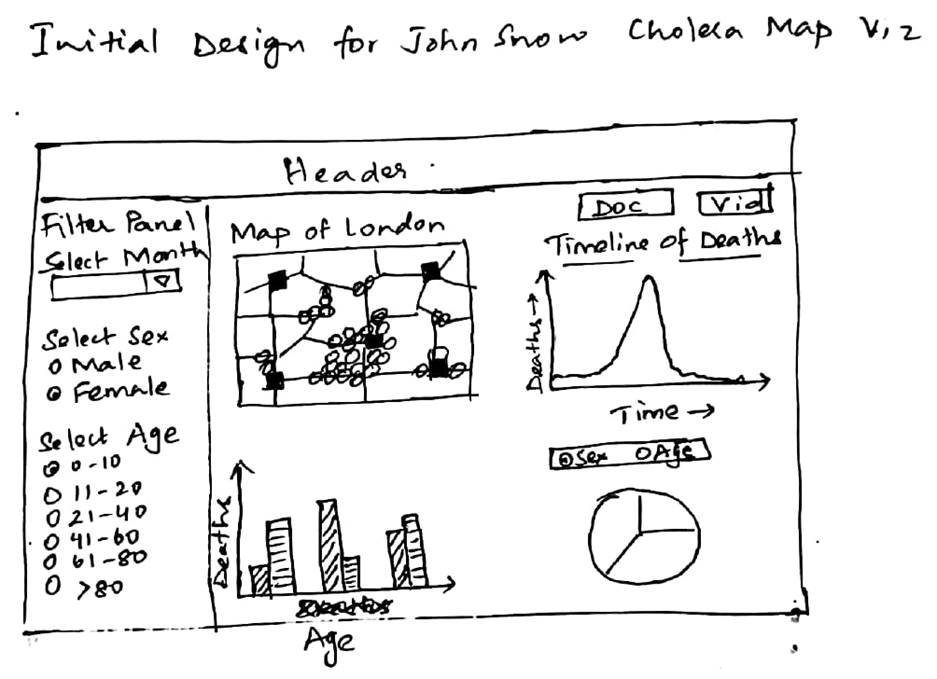 Initial Design for John Snow Cholera Map V.2
Header
Filter Panel
Select Month
Select Sex
Male
Female
Select Age
0-10
11-20
21-40
41-60
61-80
>80
Map of London
Deaths
Age
Doc
Vid
Timeline of Deaths
Deaths→
Time→
Sex Age